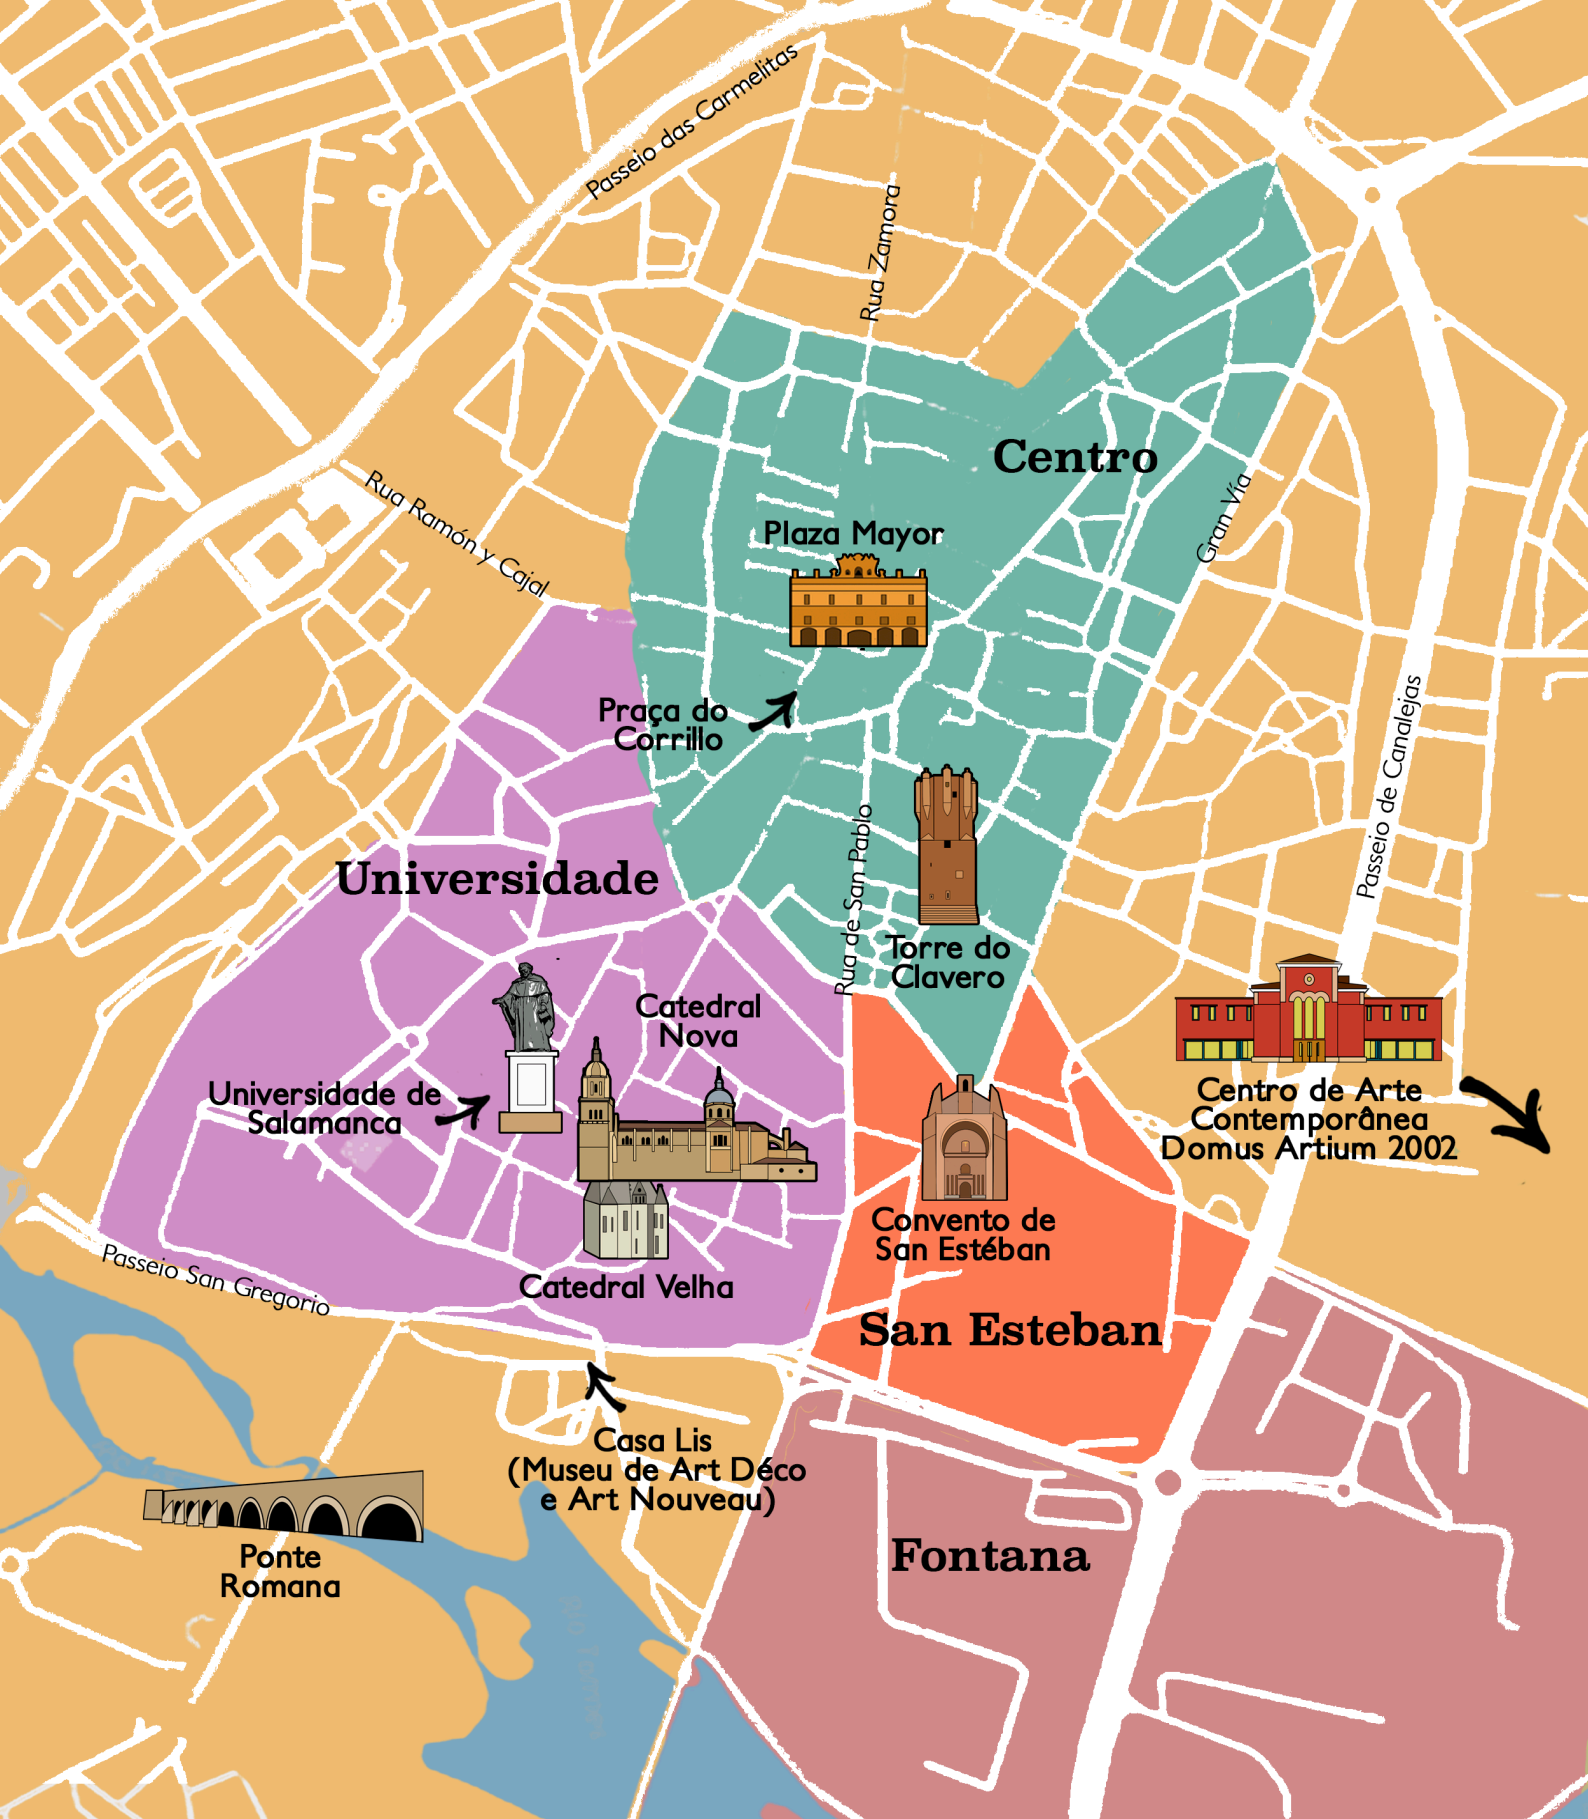 Passeio das Carmelitas
Rua Zamora
Centro
Rua Ramón y Cajal
Gran Vía
Plaza Mayor
Praça do
Corrillo
Passeio de Canalejas
Rua de San Pablo
Universidade
Torre do
Clavero
Catedral
Nova
Universidade de
Salamanca
Centro de Arte
Contemporânea
Domus Artium 2002
Convento de
San Estéban
Passeio San Gregorio
Catedral Velha
San Esteban
Casa Lis
(Museu de Art Déco
e Art Nouveau)
Ponte
Romana
Fontana
Rio Tormes